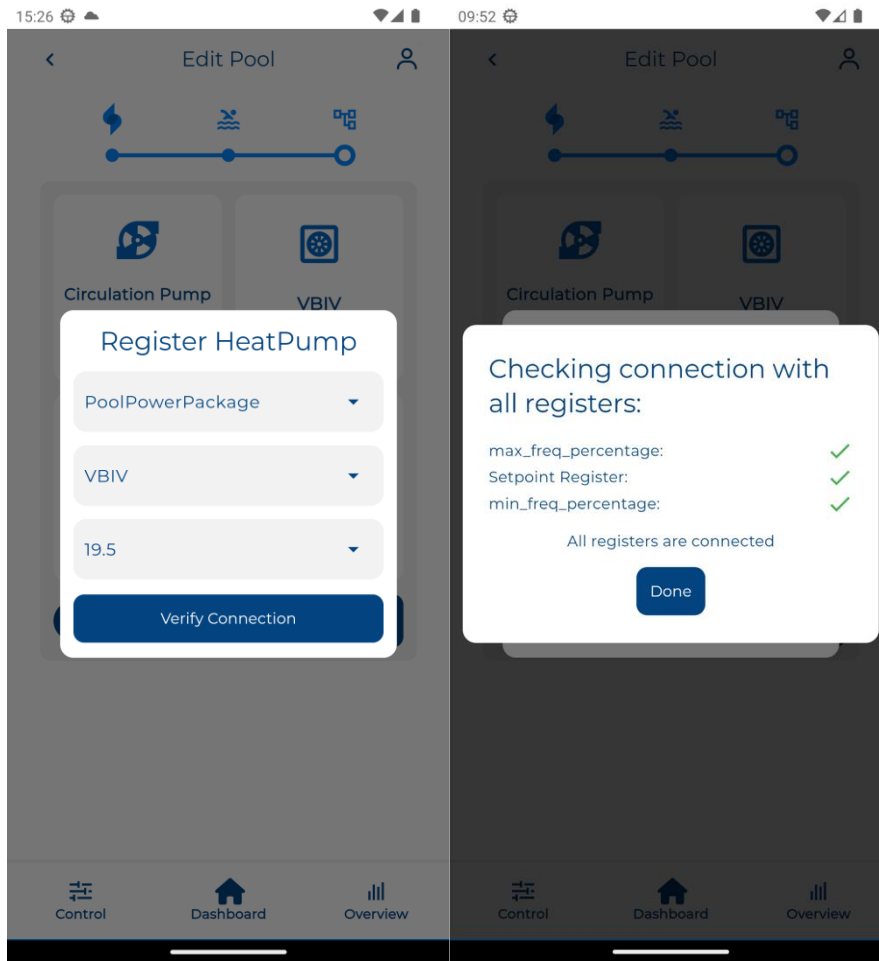 15:26
Edit Pool
Circulation Pump
VBIV
Register HeatPump
PoolPowerPackage
VBIV
19.5
Verify Connection
Control
Dashboard
Overview
09:52
Edit Pool
Circulation Pump
VBIV
Checking connection with
all registers:
max_freq_percentage:
Setpoint Register:
min_freq_percentage:
All registers are connected
Done
Control
Dashboard
Overview